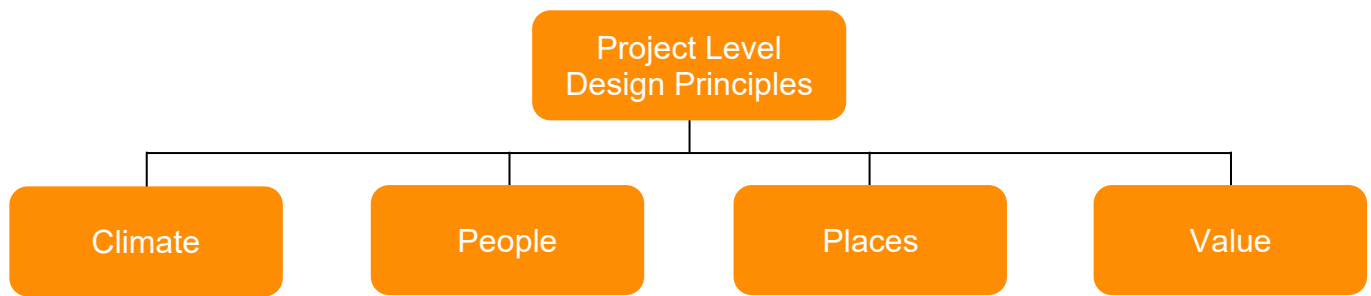 Project Level
Design Principles
Climate
People
Places
Value